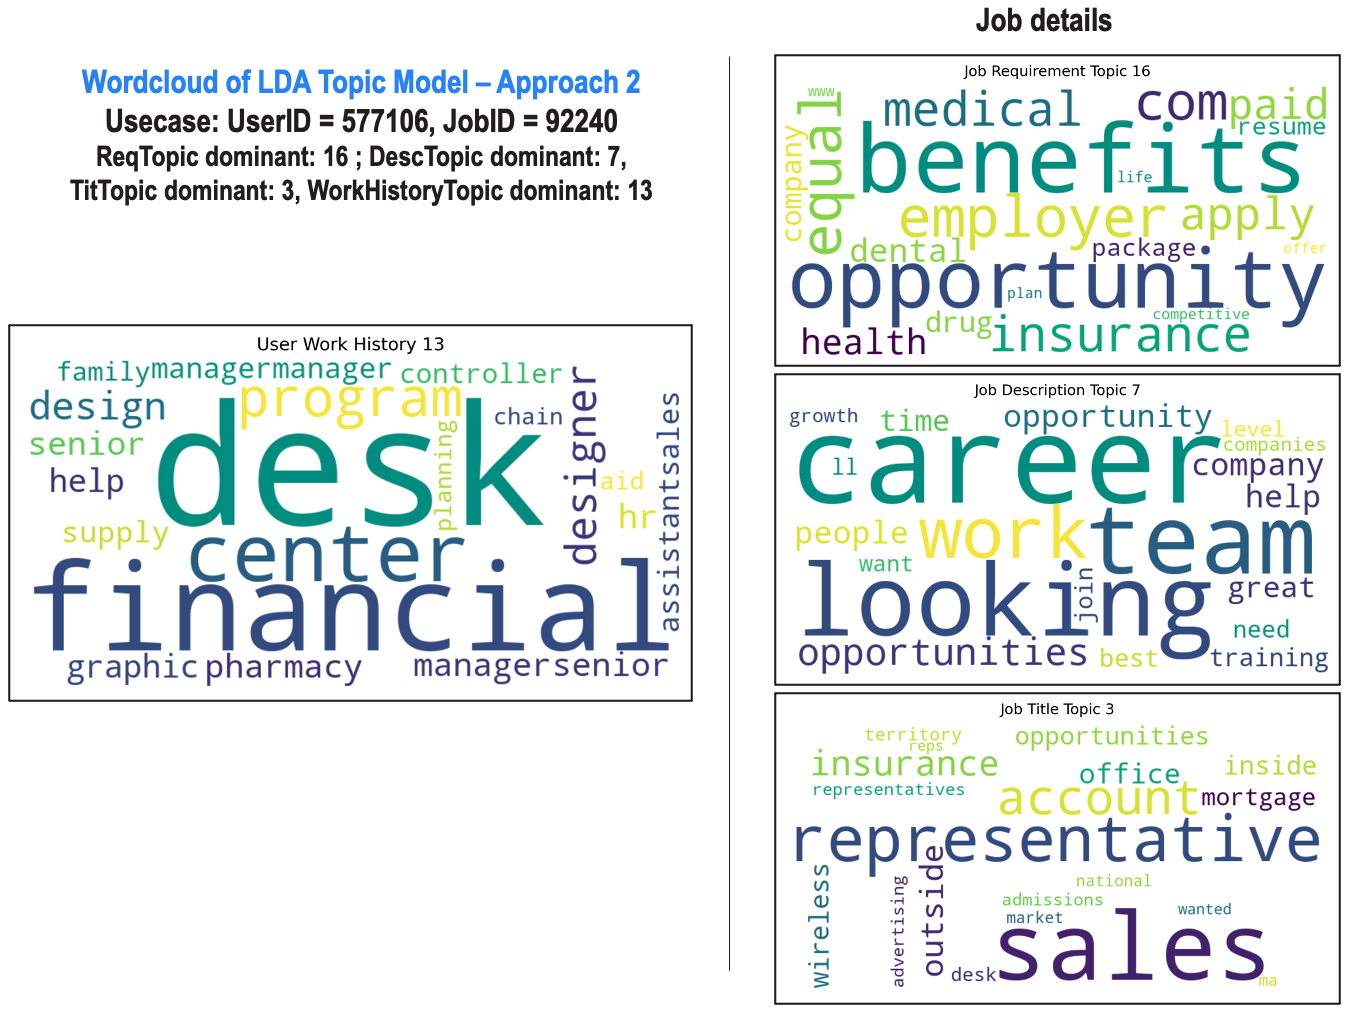 Job details
Wordcloud of LDA Topic Model – Approach 2
Usecase: UserID = 577106, JobID = 92240
ReqTopic dominant: 16 ; DescTopic dominant: 7,
TitTopic dominant: 3, WorkHistoryTopic dominant: 13
User Work History 13
family
managermanager
controller
design
program
chain
designer
senior
desk
planning
assistantsales
help
aid
hr
supply
center
financial
graphic
pharmacy
managersenior
Job Requirement Topic 16
www
equal
medical
com
paid
resume
company
benefits
life
employer
apply
dental
package
offer
opportunity
plan
competitive
drug
insurance
health
Job Description Topic 7
growth
time
opportunity
level
companies
career
ll
company
help
people
work
team
want
looking
join
great
need
opportunities
best
training
Job Title Topic 3
territory
reps
opportunities
insurance
office
inside
representatives
account
mortgage
representative
wireless
advertising
outside
national
admissions
market
wanted
sales
desk
ma